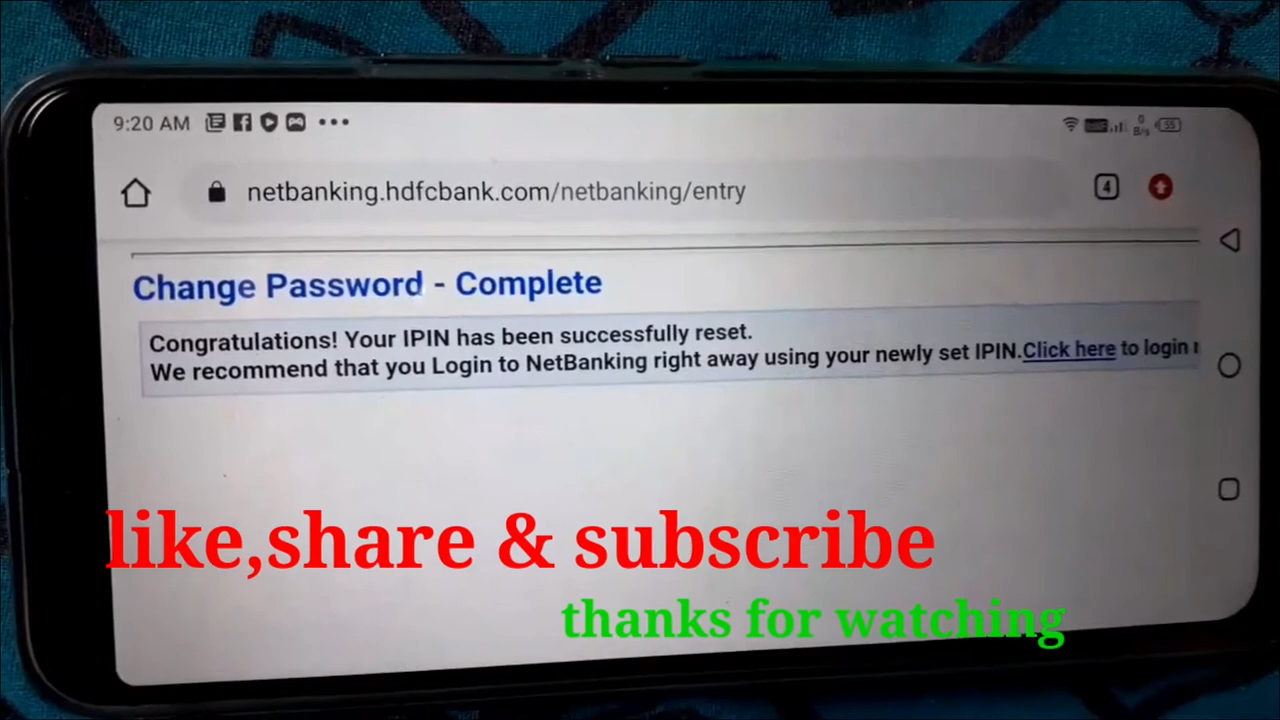 9:20 AM
0
B/s
55
netbanking.hdfcbank.com/netbanking/entry
4
Change Password - Complete
Congratulations! Your IPIN has been successfully reset.
We recommend that you Login to NetBanking right away using your newly set IPIN.Click here to login
like,share & subscribe
thanks for watching